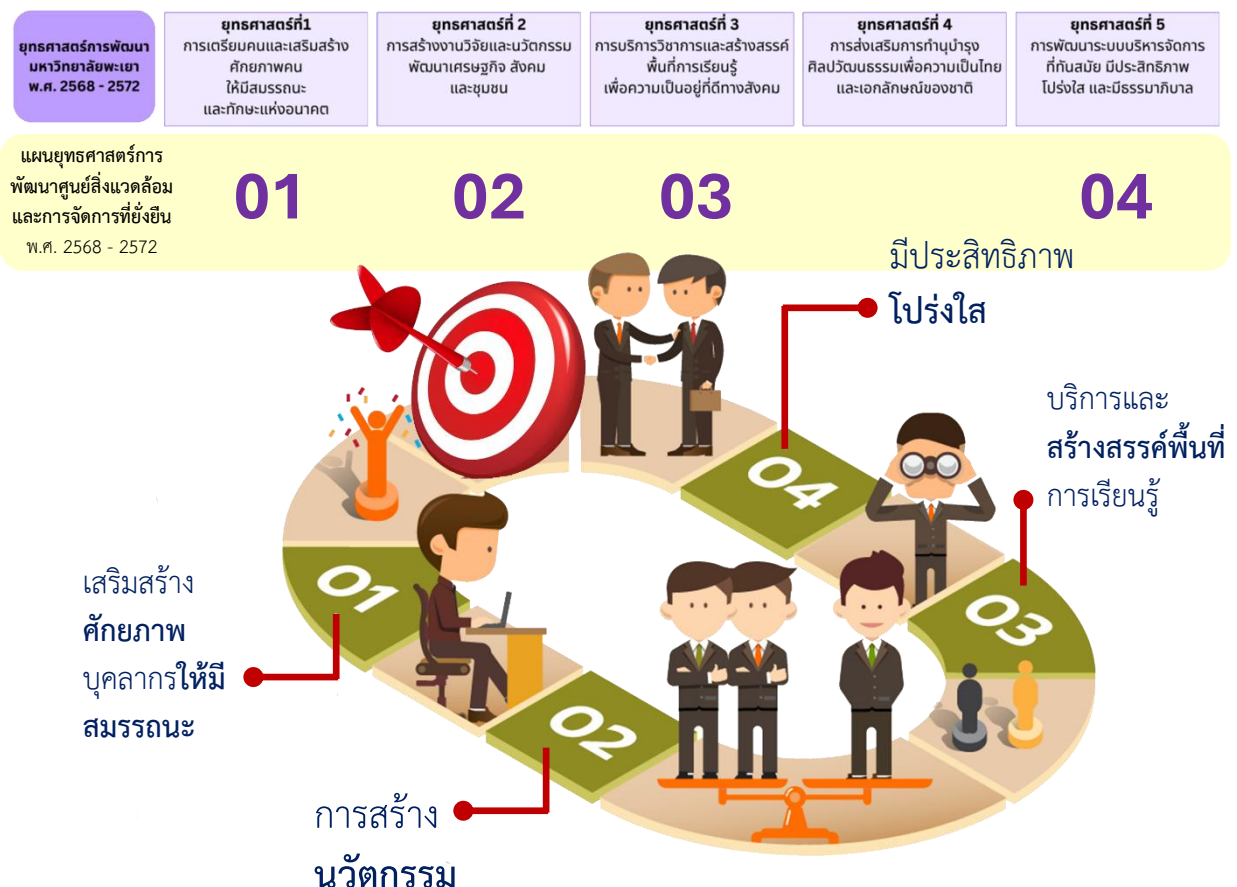 ยุทธศาสตร์การพัฒนา
มหาวิทยาลัยพะเยา
พ.ศ. 2568 - 2572
ยุทธศาสตร์ที่1
การเตรียมคนและเสริมสร้าง
ศักยภาพคน
ให้มีสมรรถนะ
และทักษะแห่งอนาคต
ยุทธศาสตร์ที่ 2
การสร้างงานวิจัยและนวัตกรรม
พัฒนาเศรษฐกิจ สังคม
และชุมชน
ยุทธศาสตร์ที่ 3
การบริการวิชาการและสร้างสรรค์
พื้นที่การเรียนรู้
เพื่อความเป็นอยู่ที่ดีทางสังคม
ยุทธศาสตร์ที่ 4
การส่งเสริมการทำนุบำรุง
ศิลปวัฒนธรรมเพื่อความเป็นไทย
และเอกลักษณ์ของชาติ
ยุทธศาสตร์ที่ 5
การพัฒนาระบบบริหารจัดการ
ที่ทันสมัย มีประสิทธิภาพ
โปร่งใส และมีธรรมาภิบาล
แผนยุทธศาสตร์การ
พัฒนาศูนย์สิ่งแวดล้อม
และการจัดการที่ยั่งยืน
พ.ศ. 2568 - 2572
01
02
03
04
มีประสิทธิภาพ
โปร่งใส
บริการและ
สร้างสรรค์พื้นที่
การเรียนรู้
04
01
03
02
เสริมสร้าง
ศักยภาพ
บุคลากรให้มี
สมรรถนะ
การสร้าง
นวัตกรรม